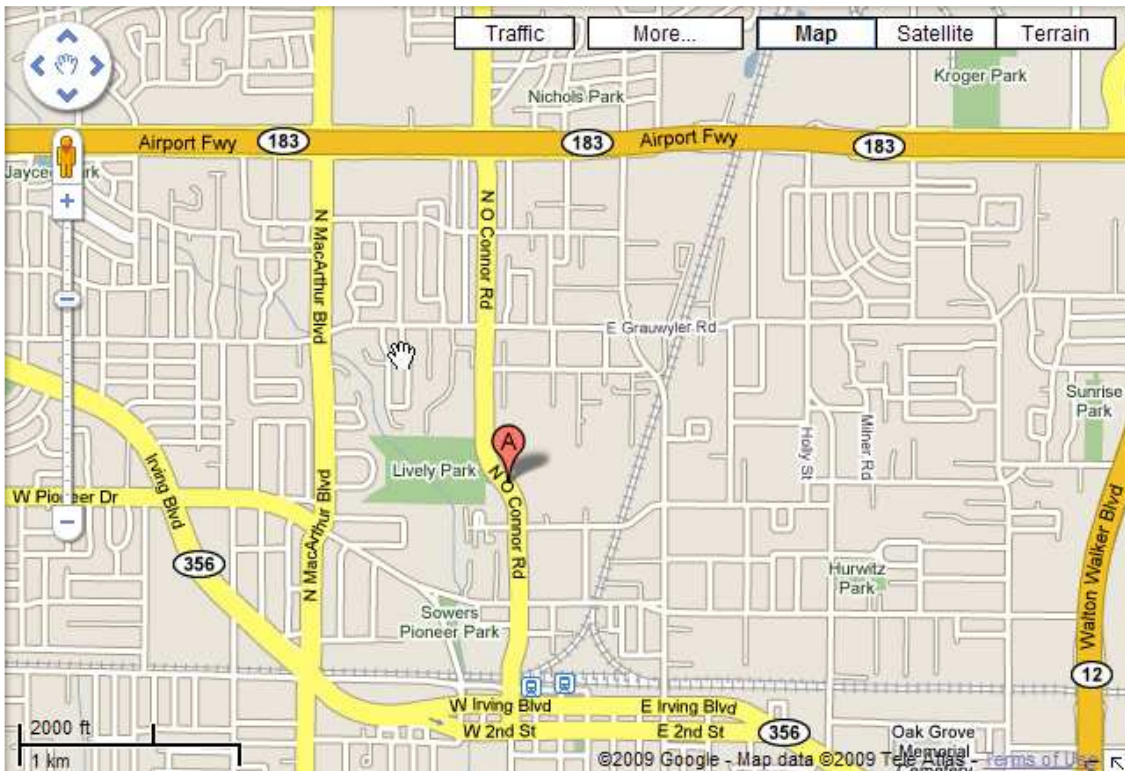 Traffic
More...
Map
Satellite
Terrain
Kroger Park
Nichols Park
Airport Fwy
183
183
Airport Fwy
183
N MacArthur Blvd
N O Connor Rd
E Grauwyler Rd
Sunrise
Park
A
Lively Park
Holly St
Milner Rd
Irving Blvd
W Pioneer Dr
N MacArthur Blvd
N O Connor Rd
356
Hurwitz
Park
Walton Walker Blvd
Sowers
Pioneer Park
12
W Irving Blvd
E Irving Blvd
W 2nd St
E 2nd St
356
2000 ft
1 km
Oak Grove
Memorial
©2009 Google - Map data ©2009 Tele Atlas - Terms of Use